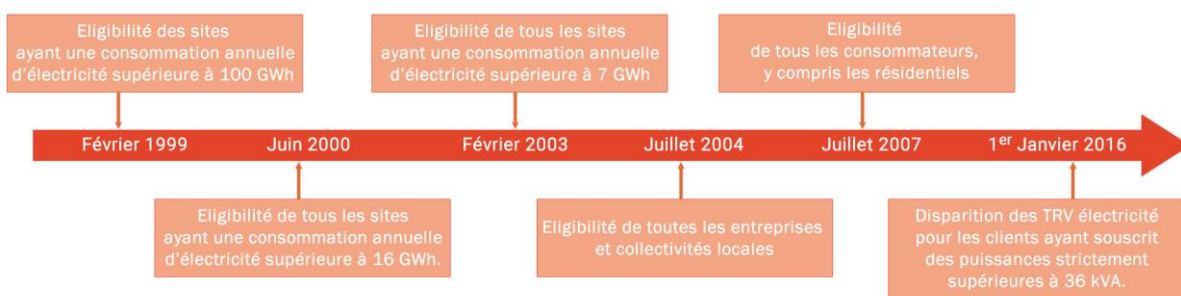 Eligibilité des sites
ayant une consommation annuelle
d'électricité supérieure à 100 GWh
Eligibilité de tous les sites
ayant une consommation annuelle
d'électricité supérieure à 7 GWh
Eligibilité
de tous les consommateurs,
y compris les résidentiels
Février 1999
Juin 2000
Février 2003
Juillet 2004
Juillet 2007
1er Janvier 2016
Eligibilité de tous les sites
ayant une consommation annuelle
d'électricité supérieure à 16 GWh.
Eligibilité de toutes les entreprises
et collectivités locales
Disparition des TRV électricité
pour les clients ayant souscrit
des puissances strictement
supérieures à 36 kVA.